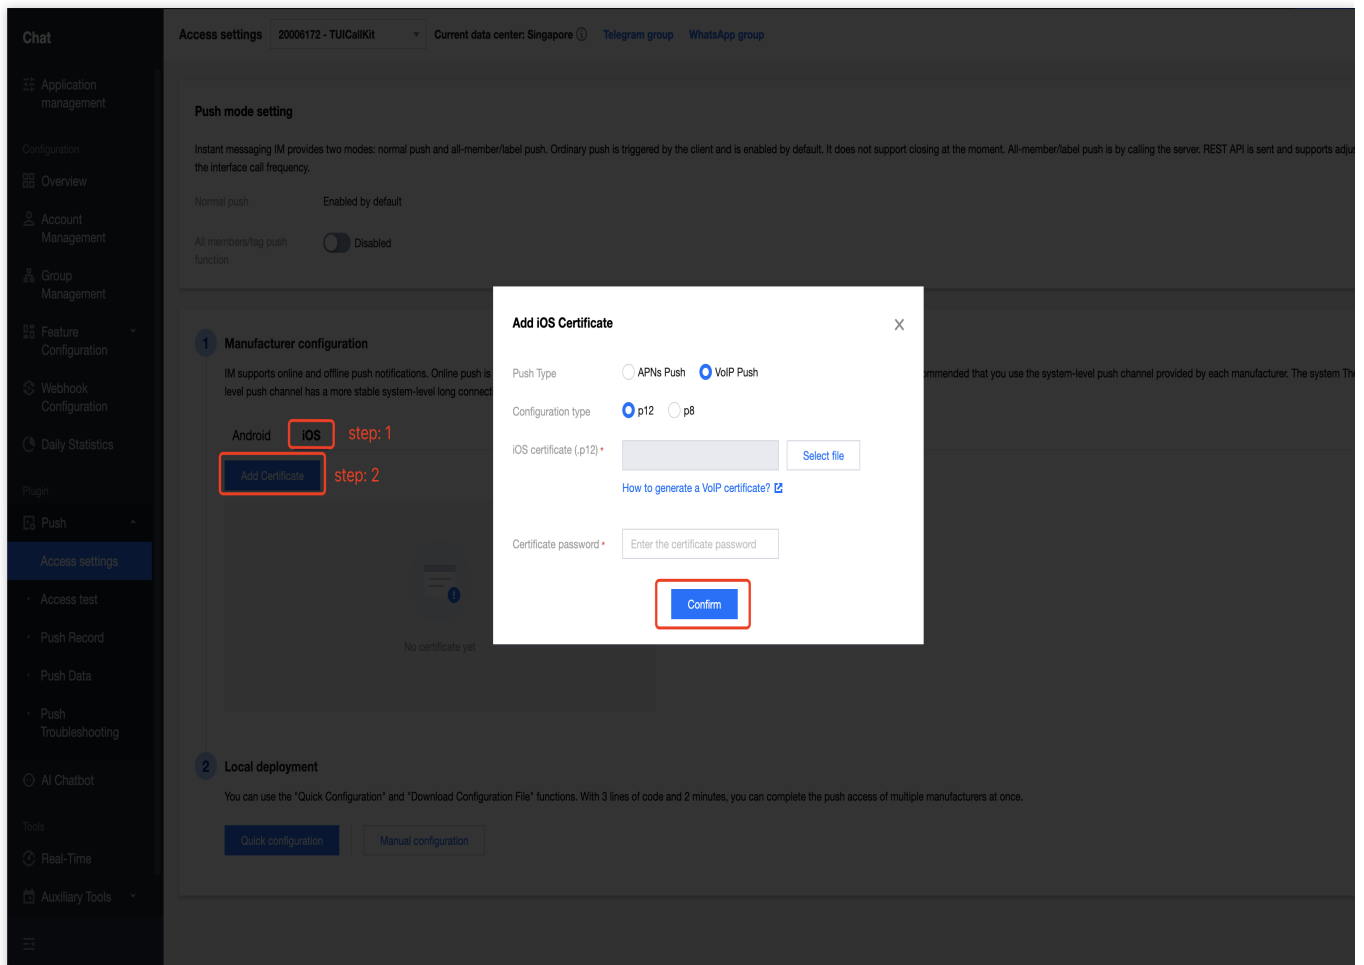 Chat
Access settings 20006172 - TUICallKit Current data center: Singapore Telegram group WhatsApp group
Application
management
Configuration
Overview
Account
Management
Group
Management
Feature
Configuration
Webhook
Configuration
Daily Statistics
Plugin
Push
Access settings
Access test
Push Record
Push Data
Push
Troubleshooting
AI Chatbot
Tools
Real-Time
Auxiliary Tools
Push mode setting
Instant messaging IM provides two modes: normal push and all-member/label push. Ordinary push is triggered by the client and is enabled by default. It does not support closing at the moment. All-member/label push is by calling the server. REST API is sent and supports adjus
the interface call frequency.
Normal push Enabled by default
All members/tag push
function
Disabled
1 Manufacturer configuration
IM supports online and offline push notifications. Online push is ommended that you use the system-level push channel provided by each manufacturer. The system The
level push channel has a more stable system-level long connect
Android iOS step: 1
Add Certificate step: 2
No certificate yet
Add iOS Certificate X
Push Type APNs Push VoIP Push
Configuration type p12 p8
iOS certificate (.p12) * Select file
How to generate a VoIP certificate?
Certificate password * Enter the certificate password
Confirm
2 Local deployment
You can use the "Quick Configuration" and "Download Configuration File" functions. With 3 lines of code and 2 minutes, you can complete the push access of multiple manufacturers at once.
Quick configuration Manual configuration